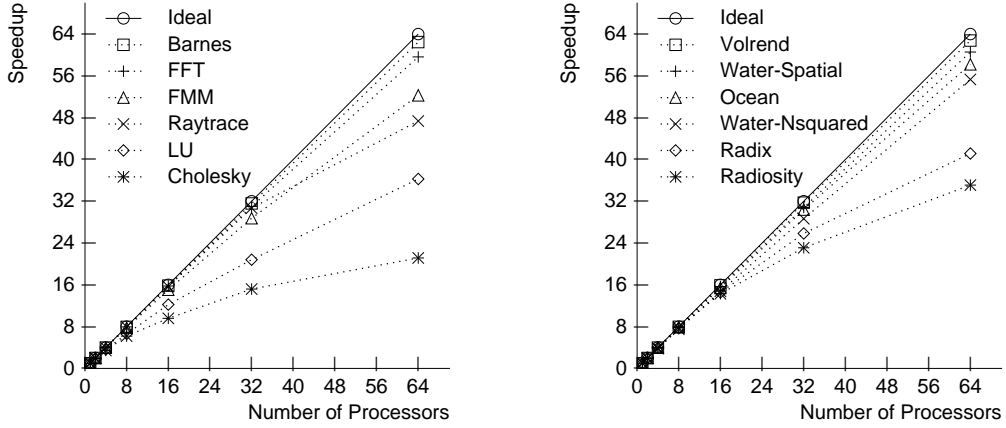 Speedup
64
56
48
40
32
24
16
8
0
Ideal
Barnes
FFT
FMM
Raytrace
LU
Cholesky
0 8 16 24 32 40 48 56 64
Number of Processors
Speedup
64
56
48
40
32
24
16
8
0
Ideal
Volrend
Water-Spatial
Ocean
Water-Nsquared
Radix
Radiosity
0 8 16 24 32 40 48 56 64
Number of Processors